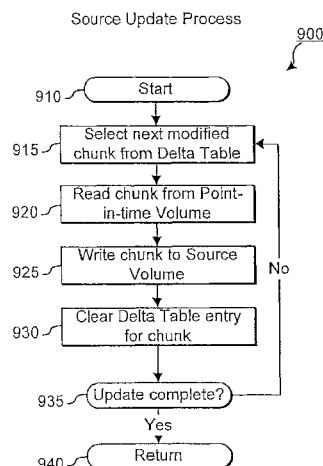 Source Update Process
900
910
Start
915
Select next modified
chunk from Delta Table
920
Read chunk from Point-
in-time Volume
925
Write chunk to Source
Volume
930
Clear Delta Table entry
for chunk
No
935
Update complete?
Yes
940
Return